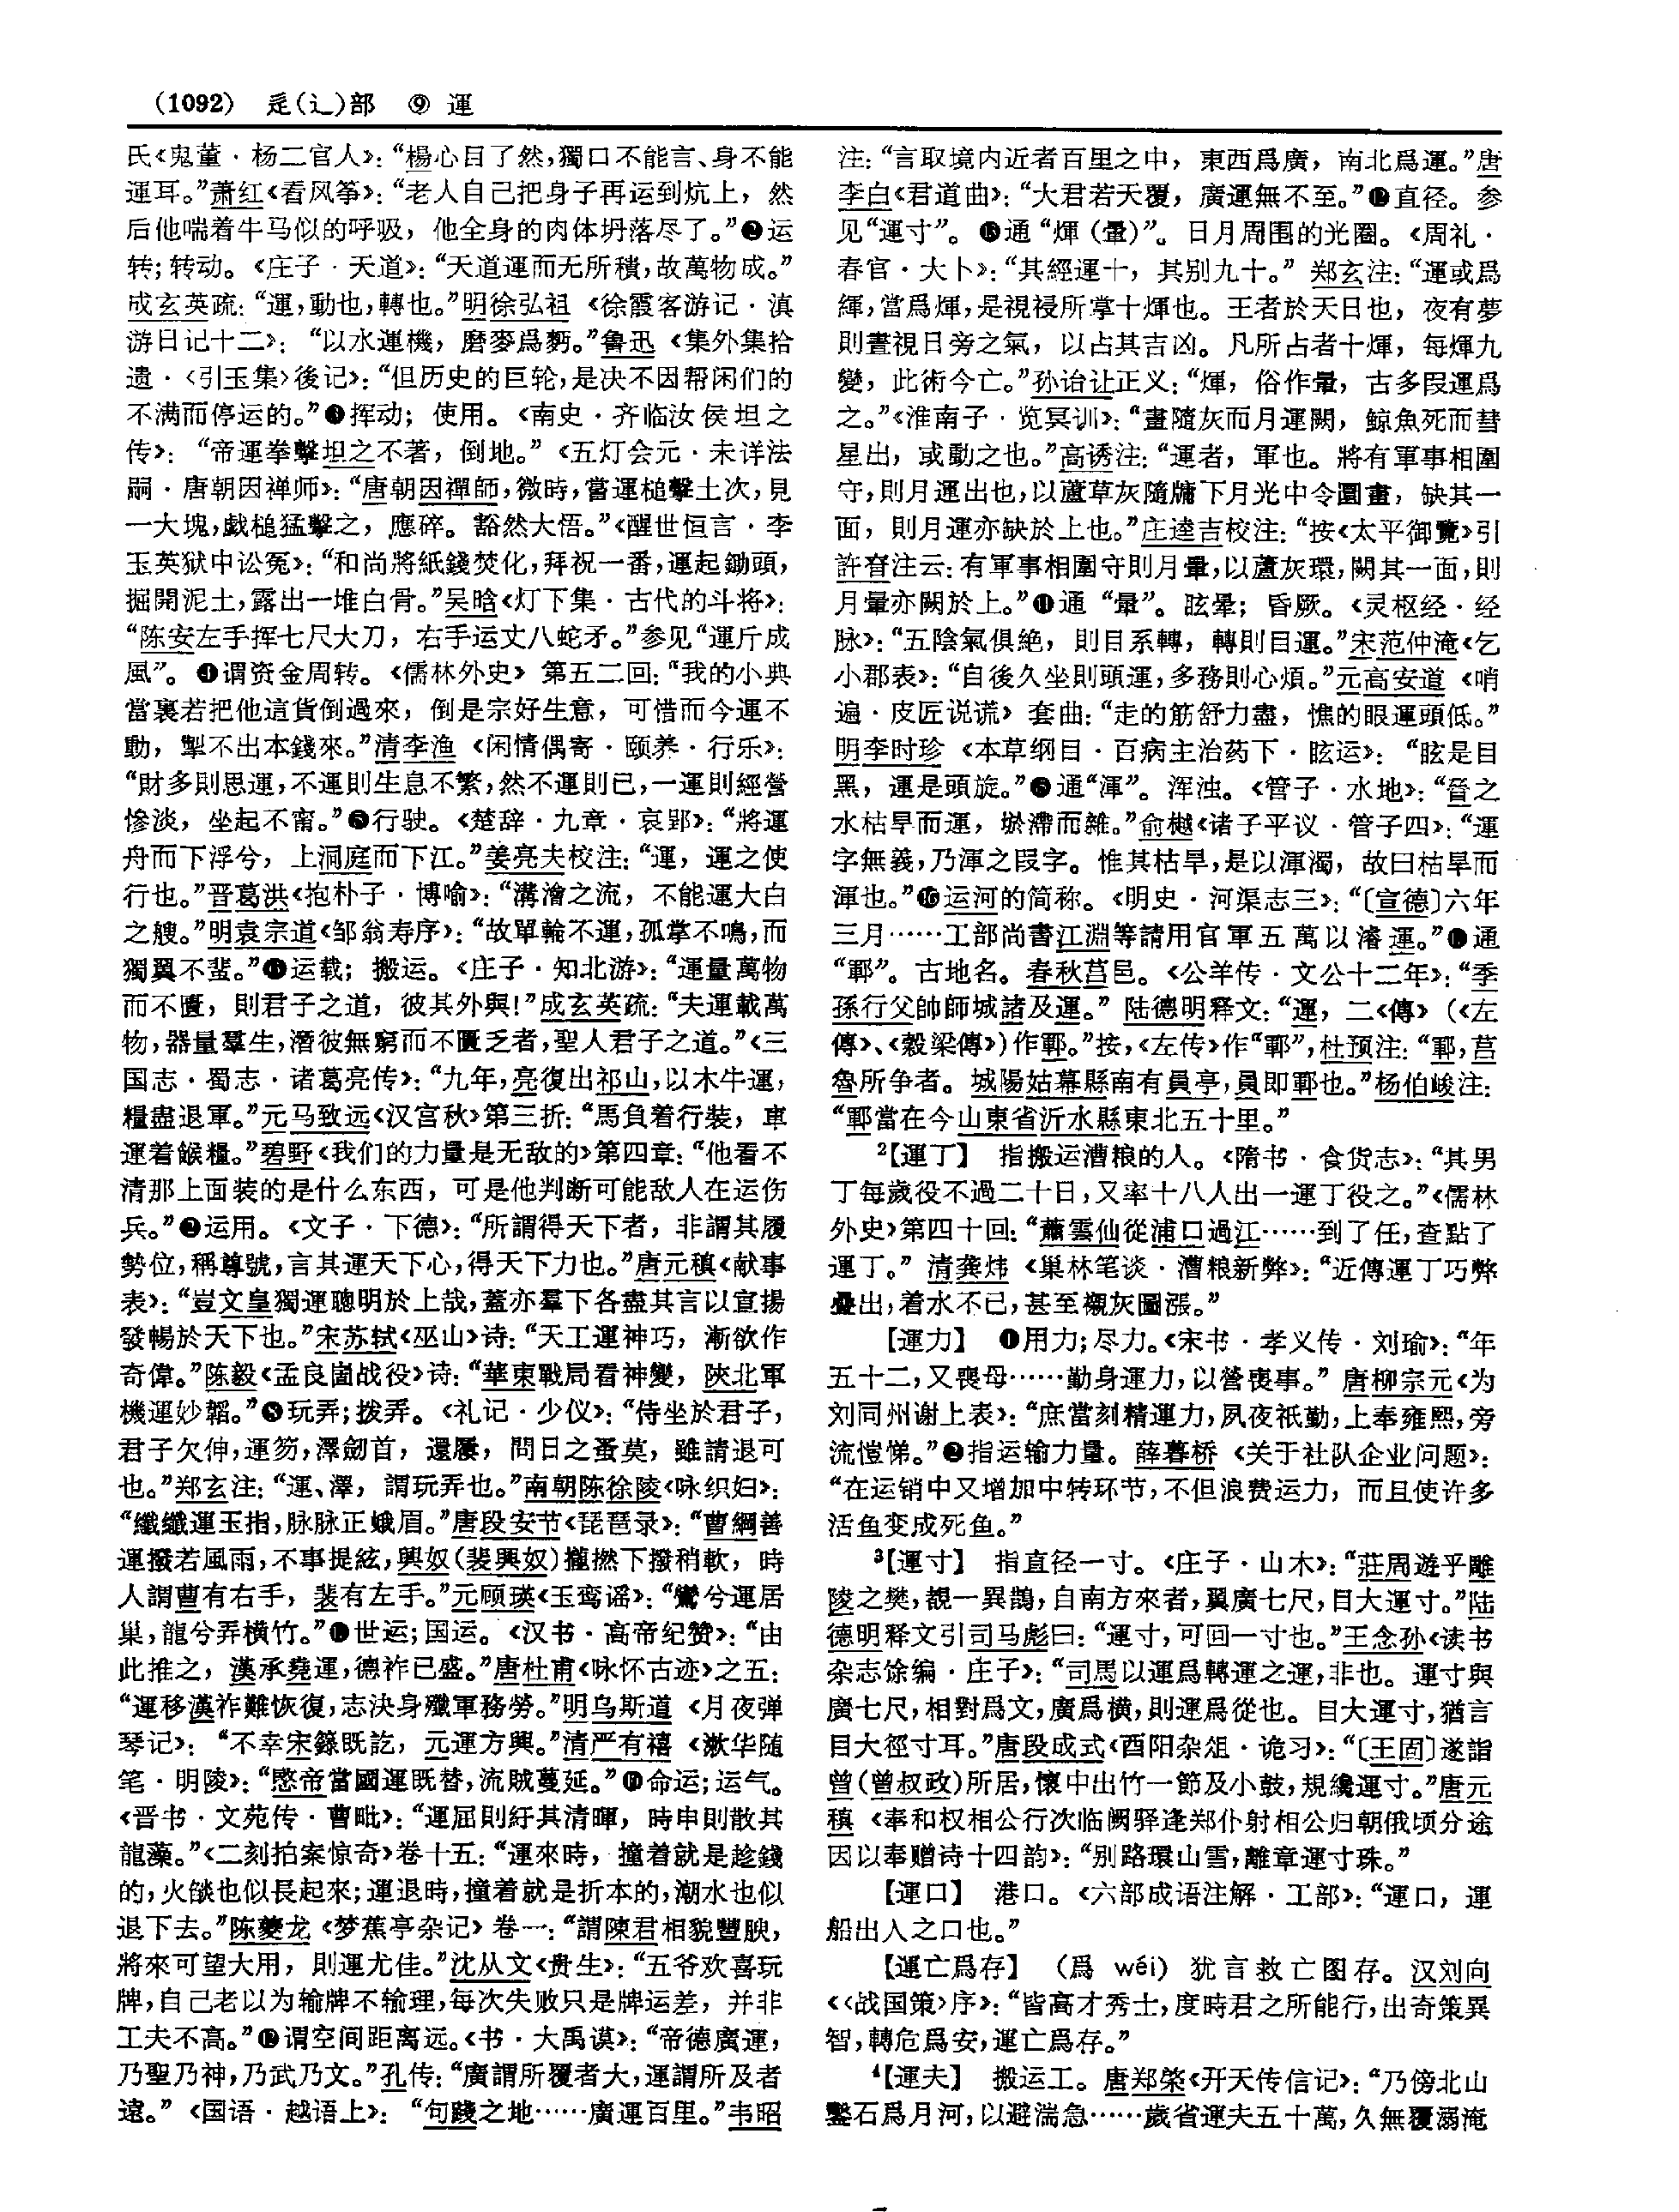 (1092) 辵(辶)部 ⑨ 運
氏《鬼董·杨二官人》：“楊心目了然，獨口不能言、身不能
運耳。”萧红《看风筝》：“老人自己把身子再运到炕上，然
后他喘着牛马似的呼吸，他全身的肉体坍落尽了。”❷运
转；转动。《庄子·天道》：“天道運而无所積，故萬物成。”
成玄英疏：“運，動也，轉也。”明徐弘祖《徐霞客游记·滇
游日记十二》：“以水運機，磨麥爲麪。”鲁迅《集外集拾
遗·〈引玉集〉後记》：“但历史的巨轮，是决不因帮闲们的
不满而停运的。”❸挥动；使用。《南史·齐临汝侯坦之
传》：“帝運拳擊坦之不著，倒地。”《五灯会元·未详法
嗣·唐朝因禅师》：“唐朝因禪師，微時，嘗運槌擊土次，見
一大塊，戲槌猛擊之，應碎。豁然大悟。”《醒世恒言·李
玉英狱中讼冤》：“和尚將紙錢焚化，拜祝一番，運起鋤頭，
掘開泥土，露出一堆白骨。”吴晗《灯下集·古代的斗将》：
“陈安左手挥七尺大刀，右手运丈八蛇矛。”参见“運斤成
風”。❹谓资金周转。《儒林外史》第五二回：“我的小典
當裏若把他這貨倒過來，倒是宗好生意，可惜而今運不
動，掣不出本錢來。”清李渔《闲情偶寄·颐养·行乐》：
“財多則思運，不運則生息不繁，然不運則已，一運則經營
慘淡，坐起不甯。”❺行驶。《楚辞·九章·哀郢》：“將運
舟而下浮兮，上洞庭而下江。”姜亮夫校注：“運，運之使
行也。”晋葛洪《抱朴子·博喻》：“溝澮之流，不能運大白
之艘。”明袁宗道《邹翁寿序》：“故單輪不運，孤掌不鳴，而
獨翼不蜚。”❻运载；搬运。《庄子·知北游》：“運量萬物
而不匱，則君子之道，彼其外與！”成玄英疏：“夫運載萬
物，器量羣生，潛彼無窮而不匱乏者，聖人君子之道。”《三
国志·蜀志·诸葛亮传》：“九年，亮復出祁山，以木牛運，
糧盡退軍。”元马致远《汉宫秋》第三折：“馬負着行裝，車
運着餱糧。”碧野《我们的力量是无敌的》第四章：“他看不
清那上面装的是什么东西，可是他判断可能敌人在运伤
兵。”❼运用。《文子·下德》：“所謂得天下者，非謂其履
勢位，稱尊號，言其運天下心，得天下力也。”唐元稹《献事
表》：“豈文皇獨運聰明於上哉，蓋亦羣下各盡其言以宣揚
發暢於天下也。”宋苏轼《巫山》诗：“天工運神巧，漸欲作
奇偉。”陈毅《孟良崮战役》诗：“華東戰局看神變，陝北軍
機運妙韜。”❽玩弄；拨弄。《礼记·少仪》：“侍坐於君子，
君子欠伸，運笏，澤劍首，還屨，問日之蚤莫，雖請退可
也。”郑玄注：“運、澤，謂玩弄也。”南朝陈徐陵《咏织妇》：
“纖纖運玉指，脉脉正蛾眉。”唐段安节《琵琶录》：“曹綱善
運撥若風雨，不事提絃，興奴(裴興奴)攏撚下撥稍軟，時
人謂曹有右手，裴有左手。”元顾瑛《玉鸾谣》：“鸞兮運居
巢，龍兮弄横竹。”❿世运；国运。《汉书·高帝纪赞》：“由
此推之，漢承堯運，德祚已盛。”唐杜甫《咏怀古迹》之五：
“運移漢祚難恢復，志決身殲軍務勞。”明乌斯道《月夜弹
琴记》：“不幸宋籙既訖，元運方興。”清严有禧《漱华随
笔·明陵》：“愍帝當國運既替，流賊蔓延。”⓫命运；运气。
《晋书·文苑传·曹毗》：“運屈則紆其清暉，時申則散其
龍藻。”《二刻拍案惊奇》卷十五：“運來時，撞着就是趁錢
的，火燄也似長起來；運退時，撞着就是折本的，潮水也似
退下去。”陈夔龙《梦蕉亭杂记》卷一：“謂陳君相貌豐腴，
將來可望大用，則運尤佳。”沈从文《贵生》：“五爷欢喜玩
牌，自己老以为输牌不输理，每次失败只是牌运差，并非
工夫不高。”⓬谓空间距离远。《书·大禹谟》：“帝德廣運，
乃聖乃神，乃武乃文。”孔传：“廣謂所覆者大，運謂所及者
遠。”《国语·越语上》：“句踐之地……廣運百里。”韦昭
注：“言取境内近者百里之中，東西爲廣，南北爲運。”唐
李白《君道曲》：“大君若天覆，廣運無不至。”⓬直径。参
见“運寸”。⓭通“煇(暈)”。日月周围的光圈。《周礼·
春官·大卜》：“其經運十，其别九十。”郑玄注：“運或爲
緷，當爲煇，是視祲所掌十煇也。王者於天日也，夜有夢
則晝視日旁之氣，以占其吉凶。凡所占者十煇，每煇九
變，此術今亡。”孙诒让正义：“煇，俗作暈，古多叚運爲
之。”《淮南子·览冥训》：“畫隨灰而月運闕，鯨魚死而彗
星出，或動之也。”高诱注：“運者，軍也。將有軍事相圍
守，則月運出也，以蘆草灰隨牖下月光中令圜畫，缺其一
面，則月運亦缺於上也。”庄逵吉校注：“按《太平御覽》引
許眘注云：有軍事相圍守則月暈，以蘆灰環，闕其一面，則
月暈亦闕於上。”⓮通“暈”。眩晕；昏厥。《灵枢经·经
脉》：“五陰氣俱絶，則目系轉，轉則目運。”宋范仲淹《乞
小郡表》：“自後久坐則頭運，多務則心煩。”元高安道《哨
遍·皮匠说谎》套曲：“走的筋舒力盡，憔的眼運頭低。”
明李时珍《本草纲目·百病主治药下·眩运》：“眩是目
黑，運是頭旋。”⓯通“渾”。浑浊。《管子·水地》：“晉之
水枯旱而運，淤滯而雜。”俞樾《诸子平议·管子四》：“運
字無義，乃渾之叚字。惟其枯旱，是以渾濁，故曰枯旱而
渾也。”⓰运河的简称。《明史·河渠志三》：“〔宣德〕六年
三月……工部尚書江淵等請用官軍五萬以濬運。”⓱通
“鄆”。古地名。春秋莒邑。《公羊传·文公十二年》：“季
孫行父帥師城諸及運。”陆德明释文：“運，二《傳》(《左
傳》、《穀梁傳》)作鄆。”按，《左传》作“鄆”，杜预注：“鄆，莒
魯所争者。城陽姑幕縣南有員亭，員即鄆也。”杨伯峻注：
“鄆當在今山東省沂水縣東北五十里。”
²【運丁】 指搬运漕粮的人。《隋书·食货志》：“其男
丁每歲役不過二十日，又率十八人出一運丁役之。”《儒林
外史》第四十回：“蕭雲仙從浦口過江……到了任，查點了
運丁。”清龚炜《巢林笔谈·漕粮新弊》：“近傳運丁巧弊
疊出，着水不已，甚至襯灰圖漲。”
【運力】 ❶用力；尽力。《宋书·孝义传·刘瑜》：“年
五十二，又喪母……勤身運力，以營喪事。”唐柳宗元《为
刘同州谢上表》：“庶當刻精運力，夙夜祇勤，上奉雍熙，旁
流愷悌。”❷指运输力量。薛暮桥《关于社队企业问题》：
“在运销中又增加中转环节，不但浪费运力，而且使许多
活鱼变成死鱼。”
³【運寸】 指直径一寸。《庄子·山木》：“莊周遊乎雕
陵之樊，覩一異鵲，自南方來者，翼廣七尺，目大運寸。”陆
德明释文引司马彪曰：“運寸，可回一寸也。”王念孙《读书
杂志馀编·庄子》：“司馬以運爲轉運之運，非也。運寸與
廣七尺，相對爲文，廣爲横，則運爲從也。目大運寸，猶言
目大徑寸耳。”唐段成式《酉阳杂俎·诡习》：“〔王固〕遂詣
曾(曾叔政)所居，懷中出竹一節及小鼓，規纔運寸。”唐元
稹《奉和权相公行次临阙驿逢郑仆射相公归朝俄顷分途
因以奉赠诗十四韵》：“别路環山雪，離章運寸珠。”
【運口】 港口。《六部成语注解·工部》：“運口，運
船出入之口也。”
【運亡爲存】 (爲 wéi) 犹言救亡图存。汉刘向
《〈战国策〉序》：“皆高才秀士，度時君之所能行，出奇策異
智，轉危爲安，運亡爲存。”
⁴【運夫】 搬运工。唐郑棨《开天传信记》：“乃傍北山
鑿石爲月河，以避湍急……歲省運夫五十萬，久無覆溺淹